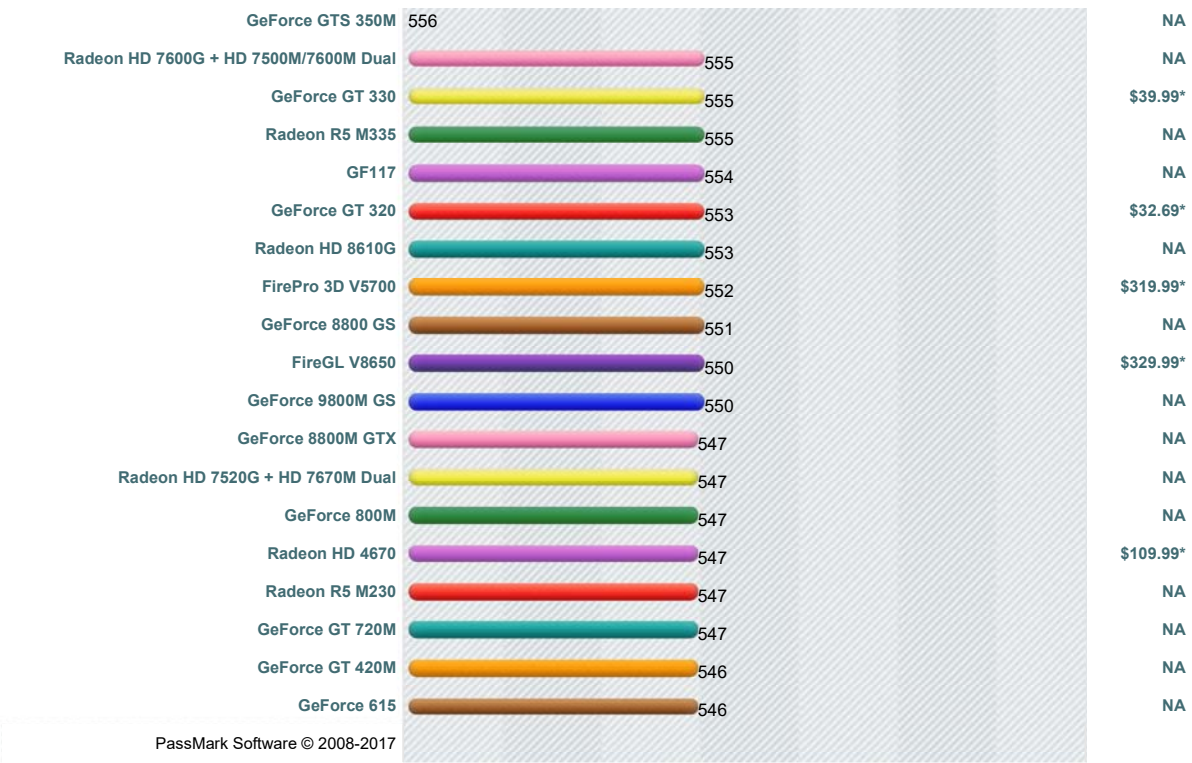 GeForce GTS 350M 556 NA
Radeon HD 7600G + HD 7500M/7600M Dual 555 NA
GeForce GT 330 555 $39.99*
Radeon R5 M335 555 NA
GF117 554 NA
GeForce GT 320 553 $32.69*
Radeon HD 8610G 553 NA
FirePro 3D V5700 552 $319.99*
GeForce 8800 GS 551 NA
FireGL V8650 550 $329.99*
GeForce 9800M GS 550 NA
GeForce 8800M GTX 547 NA
Radeon HD 7520G + HD 7670M Dual 547 NA
GeForce 800M 547 NA
Radeon HD 4670 547 $109.99*
Radeon R5 M230 547 NA
GeForce GT 720M 547 NA
GeForce GT 420M 546 NA
GeForce 615 546 NA
PassMark Software © 2008-2017